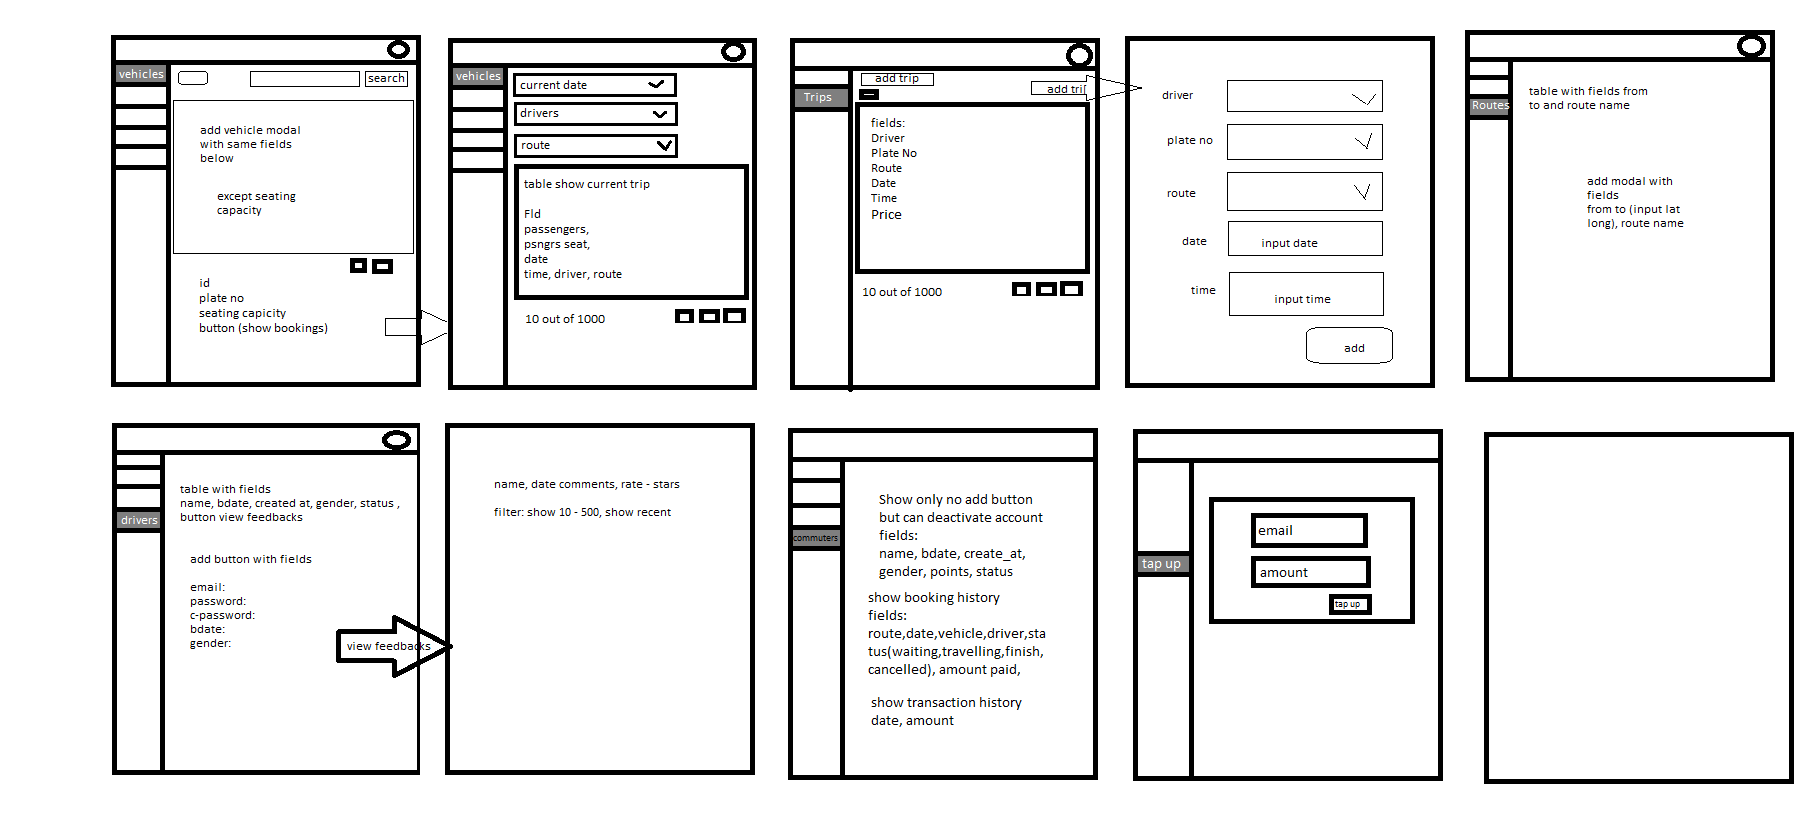 vehicles
search
add vehicle modal
with same fields
below
except seating
capacity
id
plate no
seating capicity
button (show bookings)
vehicles
current date
drivers
route
table show current trip
Fld
passengers,
psngrs seat,
date
time, driver, route
10 out of 1000
Trips
add trip
add tri
fields:
Driver
Plate No
Route
Date
Time
Price
10 out of 1000
driver
plate no
route
date
input date
time
input time
add
Routes
table with fields from
to and route name
add modal with
fields
from to (input lat
long), route name
drivers
table with fields
name, bdate, created at, gender, status ,
button view feedbacks
add button with fields
email:
password:
c-password:
bdate:
gender:
view feedbacks
name, date comments, rate - stars
filter: show 10 - 500, show recent
commuters
Show only no add button
but can deactivate account
fields:
name, bdate, create_at,
gender, points, status
show booking history
fields:
route,date,vehicle,driver,sta
tus(waiting,travelling,finish,
cancelled), amount paid,
show transaction history
date, amount
tap up
email
amount
tap up